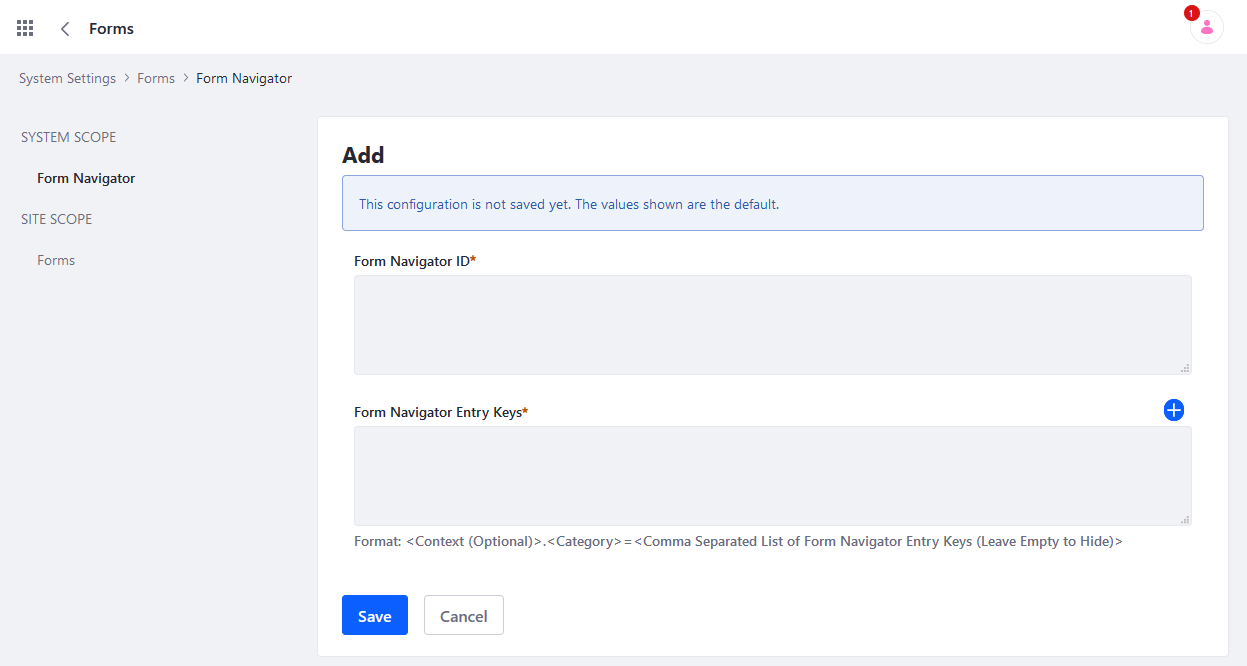 Forms
1
System Settings > Forms > Form Navigator
SYSTEM SCOPE
Form Navigator
SITE SCOPE
Forms
Add
This configuration is not saved yet. The values shown are the default.
Form Navigator ID*
Form Navigator Entry Keys*
Format: <Context (Optional)>.<Category>=<Comma Separated List of Form Navigator Entry Keys (Leave Empty to Hide)>
Save
Cancel